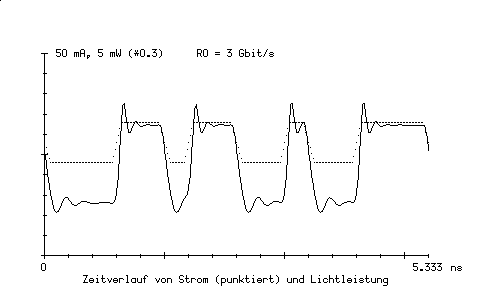 50 mA, 5 mW (*0.3) R0 = 3 Gbit/s
0 5.333 ns
Zeitverlauf von Strom (punktiert) und Lichtleistung